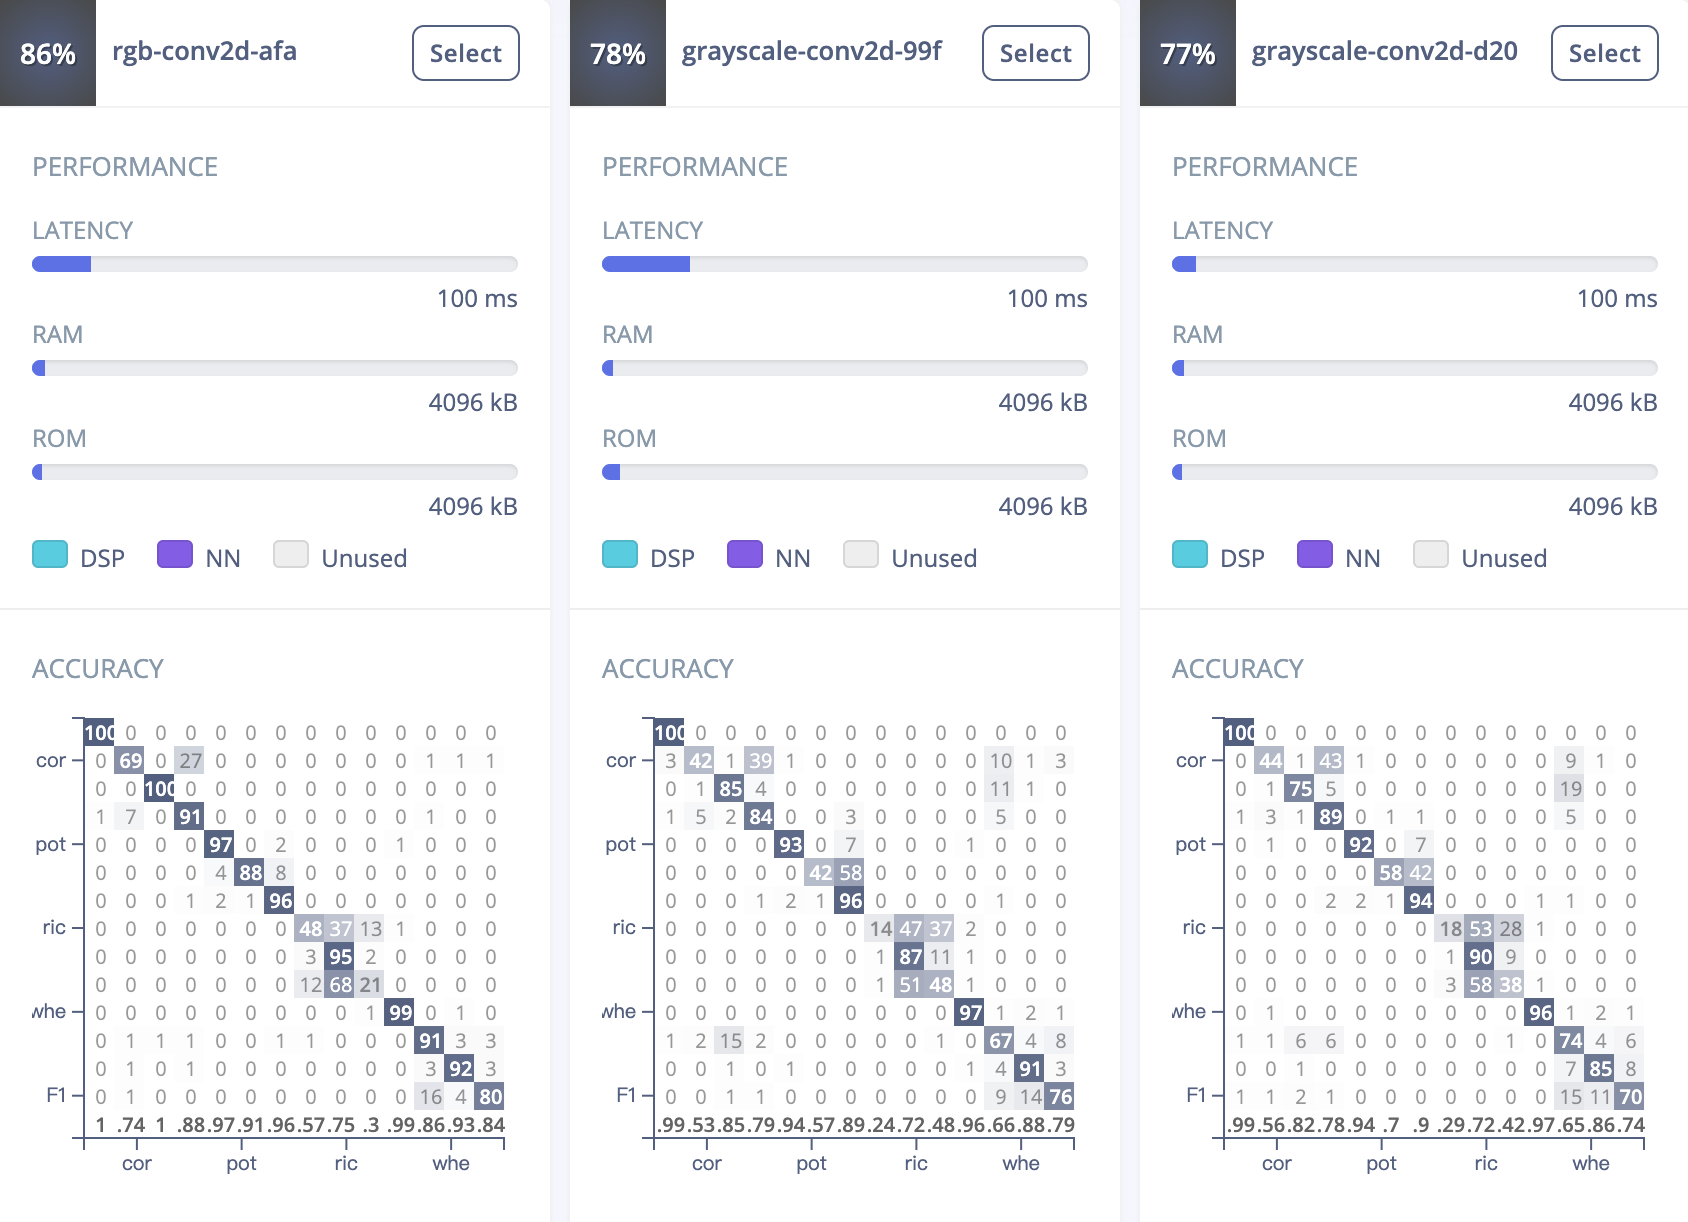 86% rgb-conv2d-afa Select
PERFORMANCE
LATENCY
100 ms
RAM
4096 kB
ROM
4096 kB
DSP NN Unused
ACCURACY
100 0 0 0 0 0 0 0 0 0 0 0 0 0
cor 0 69 0 27 0 0 0 0 0 0 0 1 1 1
0 0 100 0 0 0 0 0 0 0 0 0 0 0
1 7 0 91 0 0 0 0 0 0 0 1 0 0
pot 0 0 0 0 97 0 2 0 0 0 1 0 0 0
0 0 0 0 4 88 8 0 0 0 0 0 0 0
0 0 0 1 2 1 96 0 0 0 0 0 0 0
ric 0 0 0 0 0 0 0 48 37 13 1 0 0 0
0 0 0 0 0 0 0 3 95 2 0 0 0 0
0 0 0 0 0 0 0 12 68 21 0 0 0 0
whe 0 0 0 0 0 0 0 0 0 1 99 0 1 0
0 1 1 1 0 0 1 1 0 0 0 91 3 3
0 1 0 1 0 0 0 0 0 0 0 3 92 3
F1 0 1 0 0 0 0 0 0 0 0 0 16 4 80
1 .74 1 .88 .97 .91 .96 .57 .75 .3 .99 .86 .93 .84
cor pot ric whe
78% grayscale-conv2d-99f Select
PERFORMANCE
LATENCY
100 ms
RAM
4096 kB
ROM
4096 kB
DSP NN Unused
ACCURACY
100 0 0 0 0 0 0 0 0 0 0 0 0 0
cor 3 42 1 39 1 0 0 0 0 0 0 10 1 3
0 1 85 4 0 0 0 0 0 0 0 11 1 0
1 5 2 84 0 0 3 0 0 0 0 5 0 0
pot 0 0 0 0 93 0 7 0 0 0 1 0 0 0
0 0 0 0 0 42 58 0 0 0 0 0 0 0
0 0 0 1 2 1 96 0 0 0 0 1 0 0
ric 0 0 0 0 0 0 0 14 47 37 2 0 0 0
0 0 0 0 0 0 0 1 87 11 1 0 0 0
0 0 0 0 0 0 0 1 51 48 1 0 0 0
whe 0 0 0 0 0 0 0 0 0 0 97 1 2 1
1 2 15 2 0 0 0 0 0 1 0 67 4 8
0 0 1 0 1 0 0 0 0 0 1 4 91 3
F1 0 0 1 1 0 0 0 0 0 0 0 9 14 76
.99 .53 .85 .79 .94 .57 .89 .24 .72 .48 .96 .66 .88 .79
cor pot ric whe
77% grayscale-conv2d-d20 Select
PERFORMANCE
LATENCY
100 ms
RAM
4096 kB
ROM
4096 kB
DSP NN Unused
ACCURACY
100 0 0 0 0 0 0 0 0 0 0 0 0 0
cor 0 44 1 43 1 0 0 0 0 0 0 9 1 0
0 1 75 5 0 0 0 0 0 0 0 19 0 0
1 3 1 89 0 1 1 0 0 0 0 5 0 0
pot 0 1 0 0 92 0 7 0 0 0 0 0 0 0
0 0 0 0 0 58 42 0 0 0 0 0 0 0
0 0 0 2 2 1 94 0 0 0 1 1 0 0
ric 0 0 0 0 0 0 0 18 53 28 1 0 0 0
0 0 0 0 0 0 0 1 90 9 0 0 0 0
0 0 0 0 0 0 0 3 58 38 1 0 0 0
whe 0 1 0 0 0 0 0 0 0 0 96 1 2 1
1 1 6 6 0 0 0 0 0 1 0 74 4 6
0 0 1 0 0 0 0 0 0 0 0 7 85 8
F1 1 1 2 1 0 0 0 0 0 0 0 15 11 70
.99 .56 .82 .78 .94 .7 .9 .29 .72 .42 .97 .65 .86 .74
cor pot ric whe